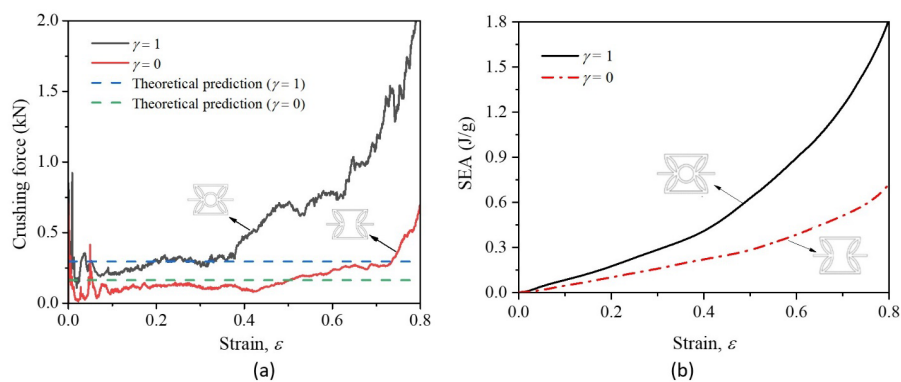 2.0
1.5
1.0
0.5
0.0
Crushing force (kN)
γ = 1
γ = 0
Theoretical prediction (γ = 1)
Theoretical prediction (γ = 0)
0.0 0.2 0.4 0.6 0.8
Strain, ε
(a)
1.8
1.5
1.2
0.9
0.6
0.3
0.0
SEA (J/g)
γ = 1
γ = 0
0.0 0.2 0.4 0.6 0.8
Strain, ε
(b)